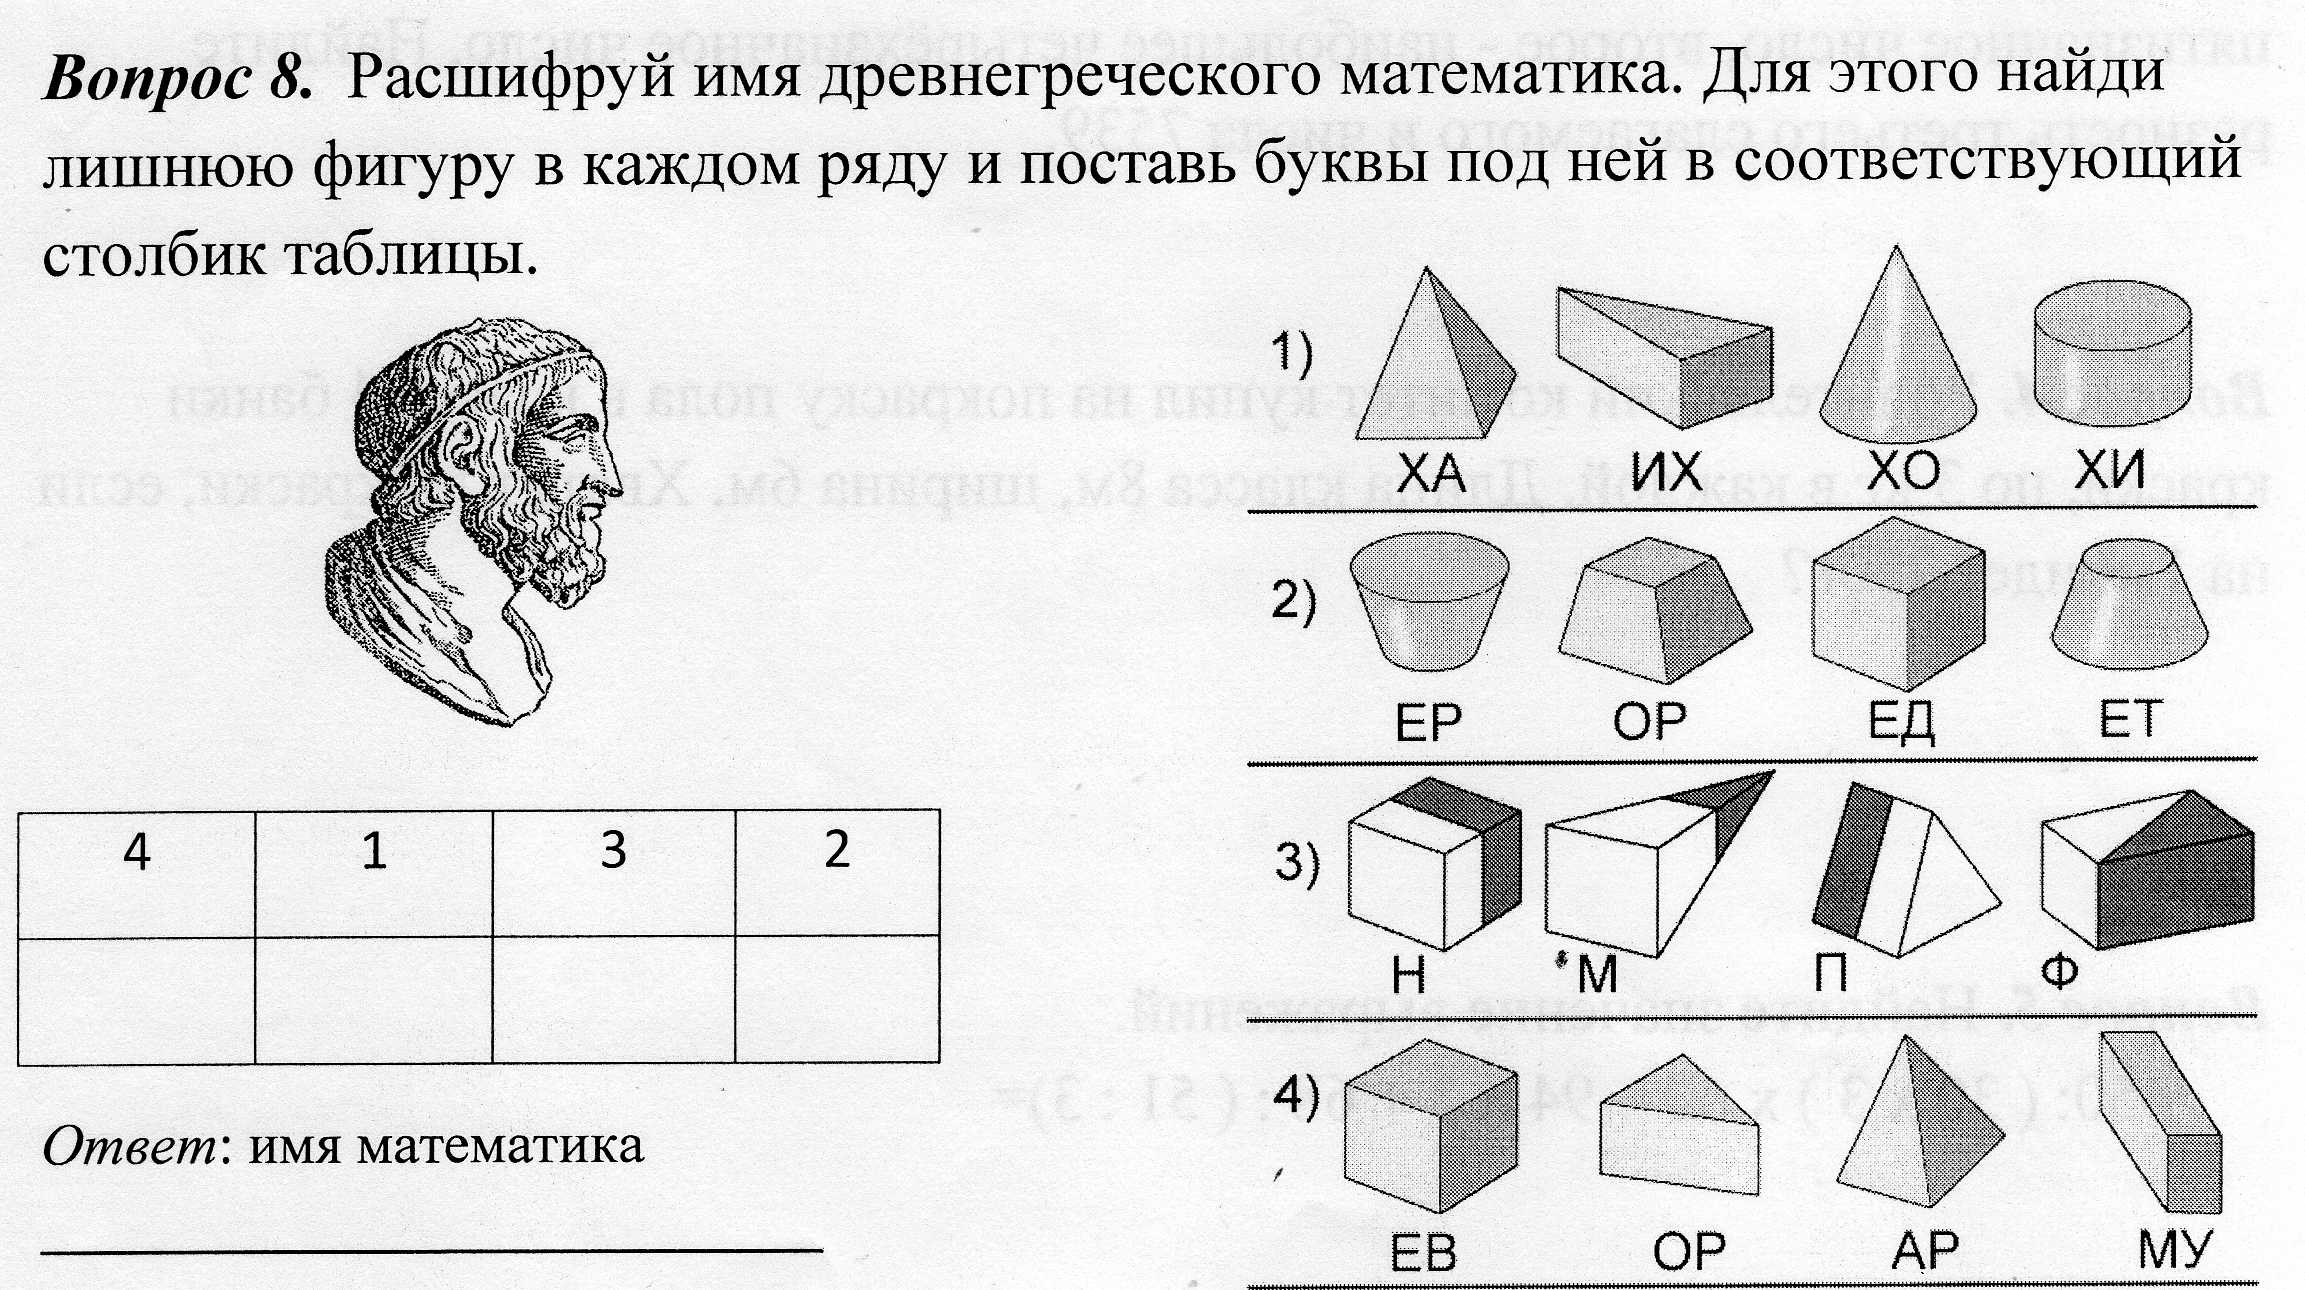 Вопрос 8. Расшифруй имя древнегреческого математика. Для этого найди
лишнюю фигуру в каждом ряду и поставь буквы под ней в соответствующий
столбик таблицы.
1)
ХА ИХ ХО ХИ
2)
ЕР ОР ЕД ЕТ
3)
Н М П Ф
4)
ЕВ ОР АР МУ
4 1 3 2
Ответ: имя математика